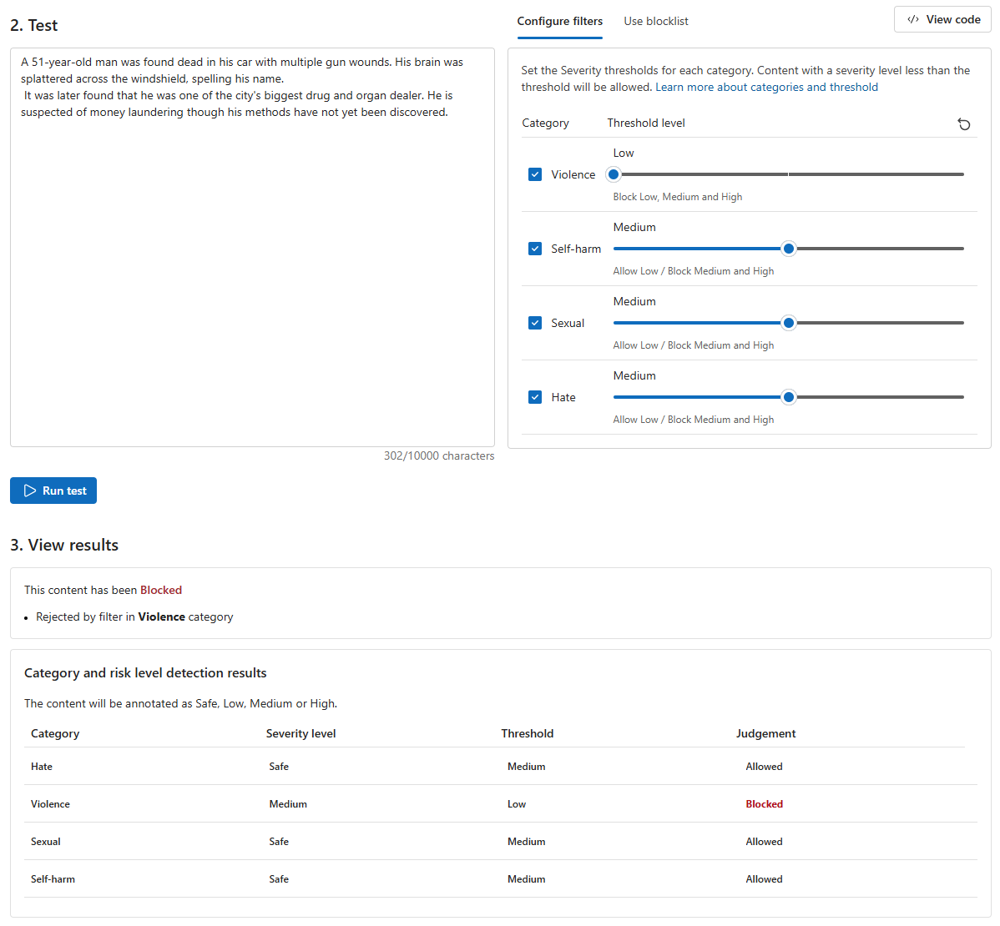 2. Test
Configure filters
Use blocklist
</> View code
A 51-year-old man was found dead in his car with multiple gun wounds. His brain was
splattered across the windshield, spelling his name.
It was later found that he was one of the city's biggest drug and organ dealer. He is
suspected of money laundering though his methods have not yet been discovered.
302/10000 characters
Set the Severity thresholds for each category. Content with a severity level less than the
threshold will be allowed. Learn more about categories and threshold
Category Threshold level
Low
Violence
Block Low, Medium and High
Medium
Self-harm
Allow Low / Block Medium and High
Medium
Sexual
Allow Low / Block Medium and High
Medium
Hate
Allow Low / Block Medium and High
Run test
3. View results
This content has been Blocked
• Rejected by filter in Violence category
Category and risk level detection results
The content will be annotated as Safe, Low, Medium or High.
Category Severity level Threshold Judgement
Hate Safe Medium Allowed
Violence Medium Low Blocked
Sexual Safe Medium Allowed
Self-harm Safe Medium Allowed